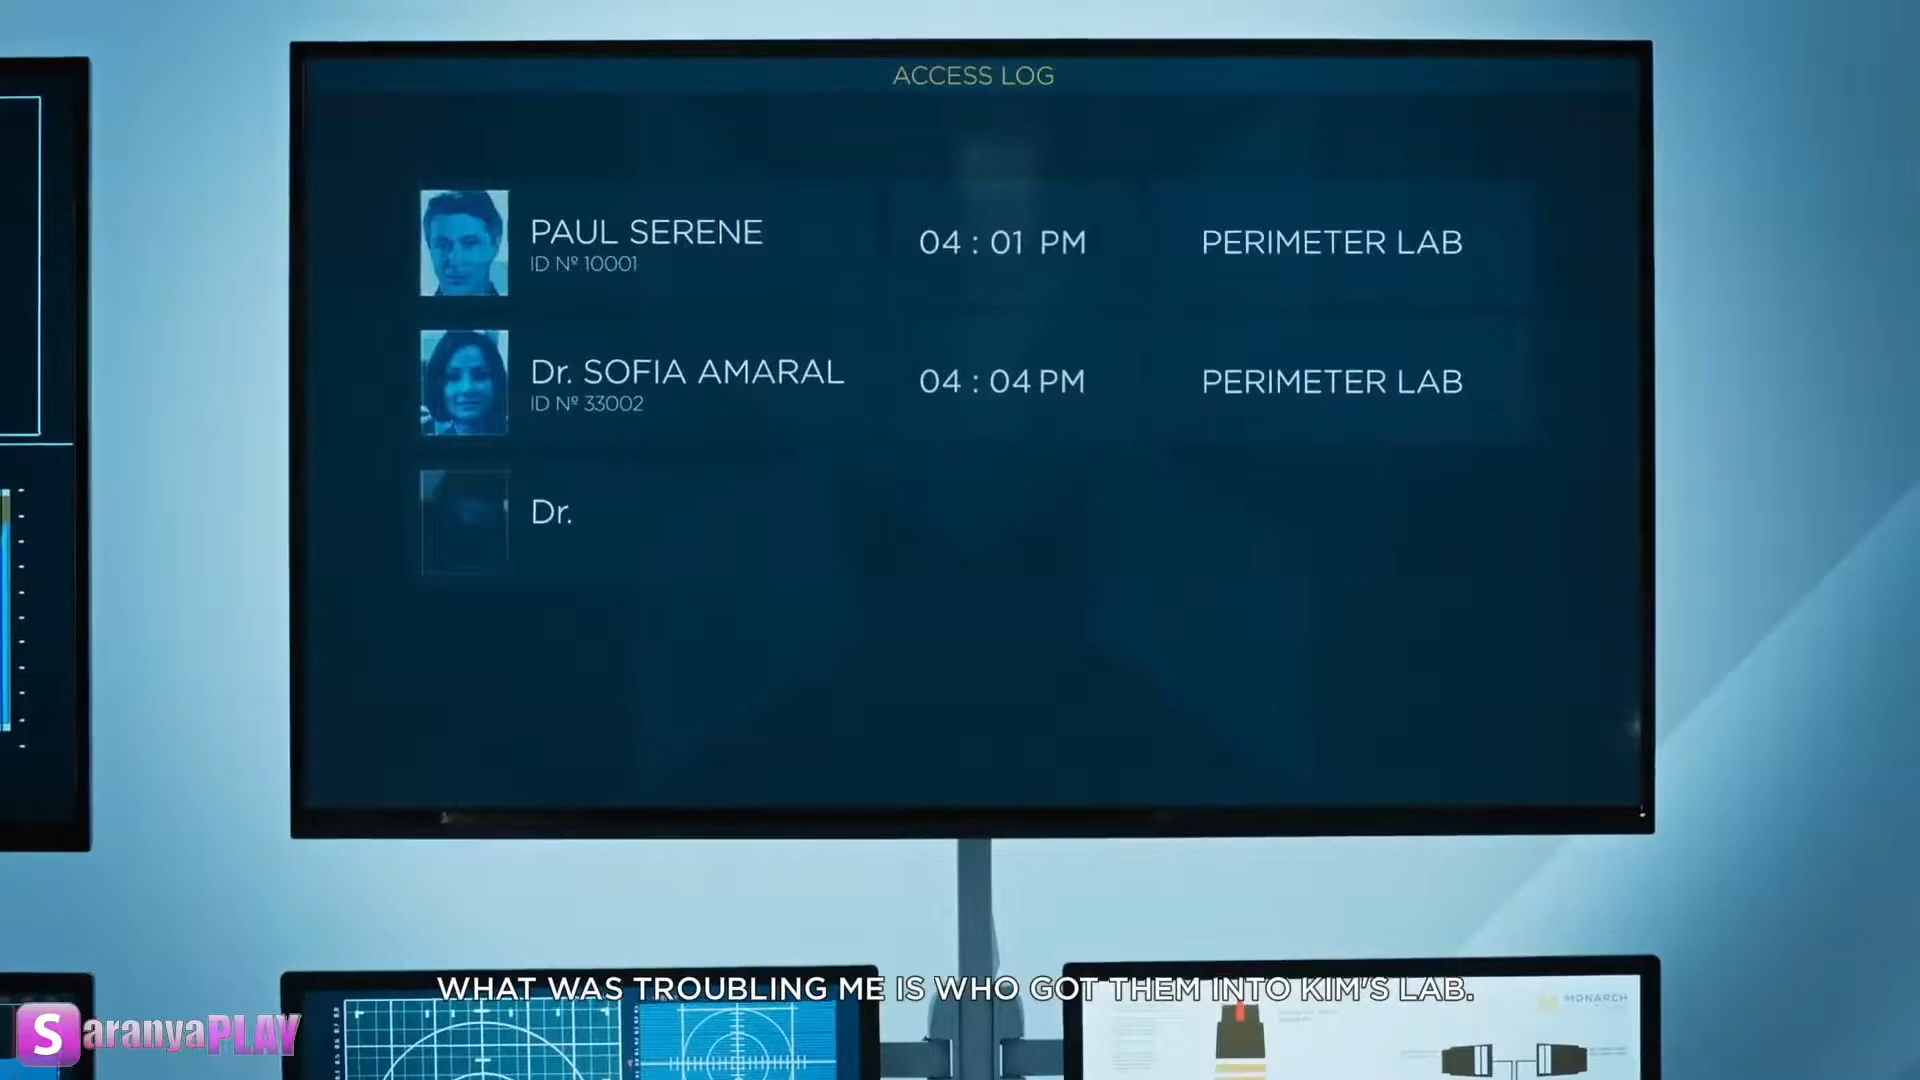 ACCESS LOG
PAUL SERENE
ID Nº 10001
04 : 01 PM
PERIMETER LAB
Dr. SOFIA AMARAL
ID Nº 33002
04 : 04 PM
PERIMETER LAB
Dr.
WHAT WAS TROUBLING ME IS WHO GOT THEM INTO KIM'S LAB.
MONARCH
SaranyaPLAY